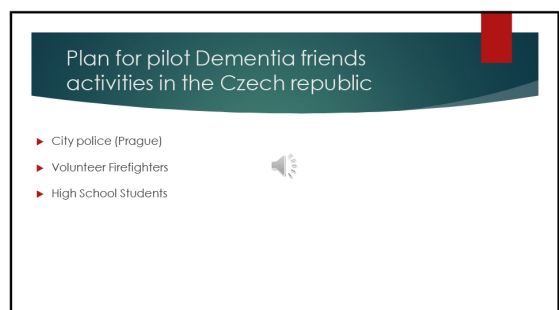 Plan for pilot Dementia friends
activities in the Czech republic
City police (Prague)
Volunteer Firefighters
High School Students